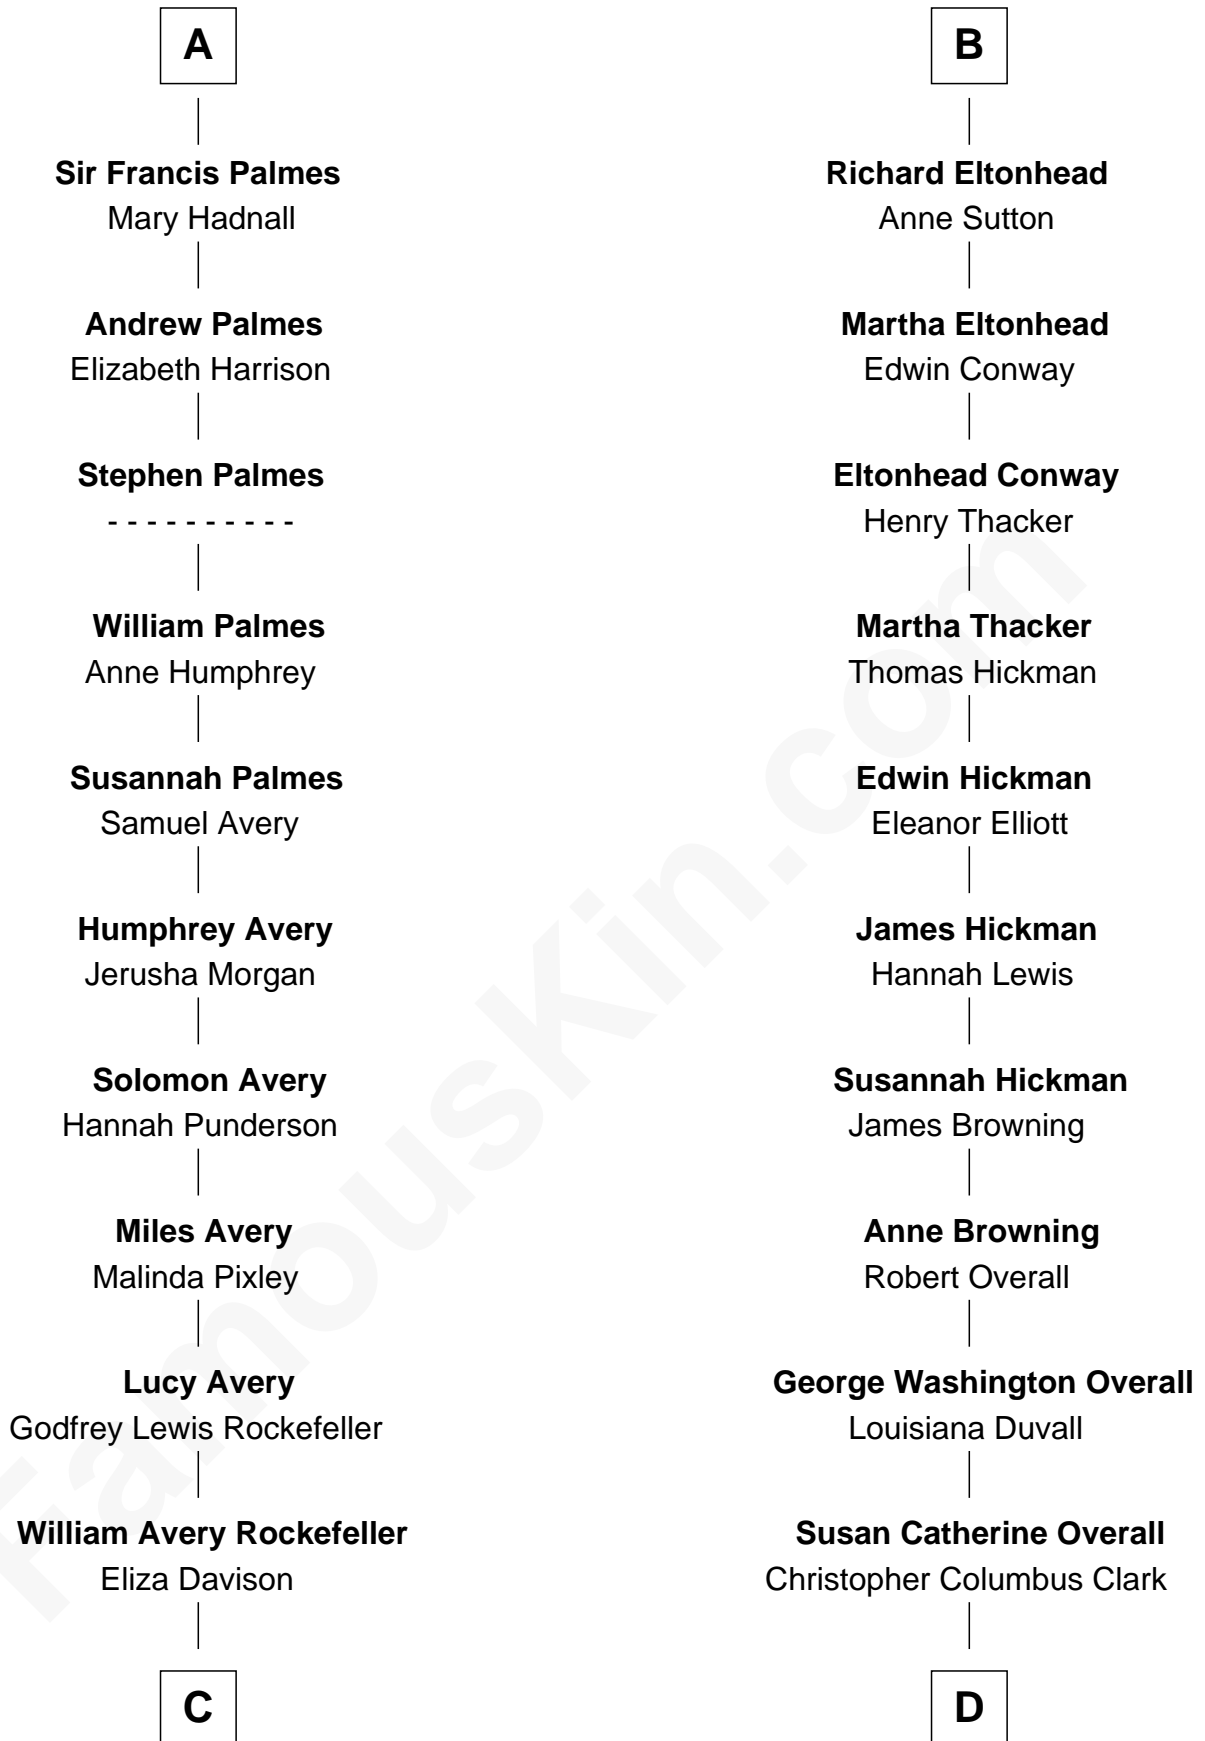 A
Sir Francis Palmes
Mary Hadnall
Andrew Palmes
Elizabeth Harrison
Stephen Palmes
- - - - - - - - - -
William Palmes
Anne Humphrey
Susannah Palmes
Samuel Avery
Humphrey Avery
Jerusha Morgan
Solomon Avery
Hannah Punderson
Miles Avery
Malinda Pixley
Lucy Avery
Godfrey Lewis Rockefeller
William Avery Rockefeller
Eliza Davison
C
B
Richard Eltonhead
Anne Sutton
Martha Eltonhead
Edwin Conway
Eltonhead Conway
Henry Thacker
Martha Thacker
Thomas Hickman
Edwin Hickman
Eleanor Elliott
James Hickman
Hannah Lewis
Susannah Hickman
James Browning
Anne Browning
Robert Overall
George Washington Overall
Louisiana Duvall
Susan Catherine Overall
Christopher Columbus Clark
D
FamousKin.com